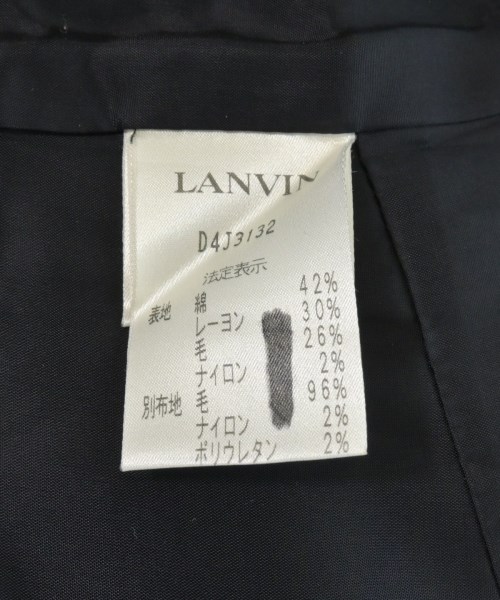 LANVIN
D4J3132
法定表示
表地 綿 42%
レーヨン 30%
毛 26%
ナイロン 2%
別布地 毛 96%
ナイロン 2%
ポリウレタン 2%